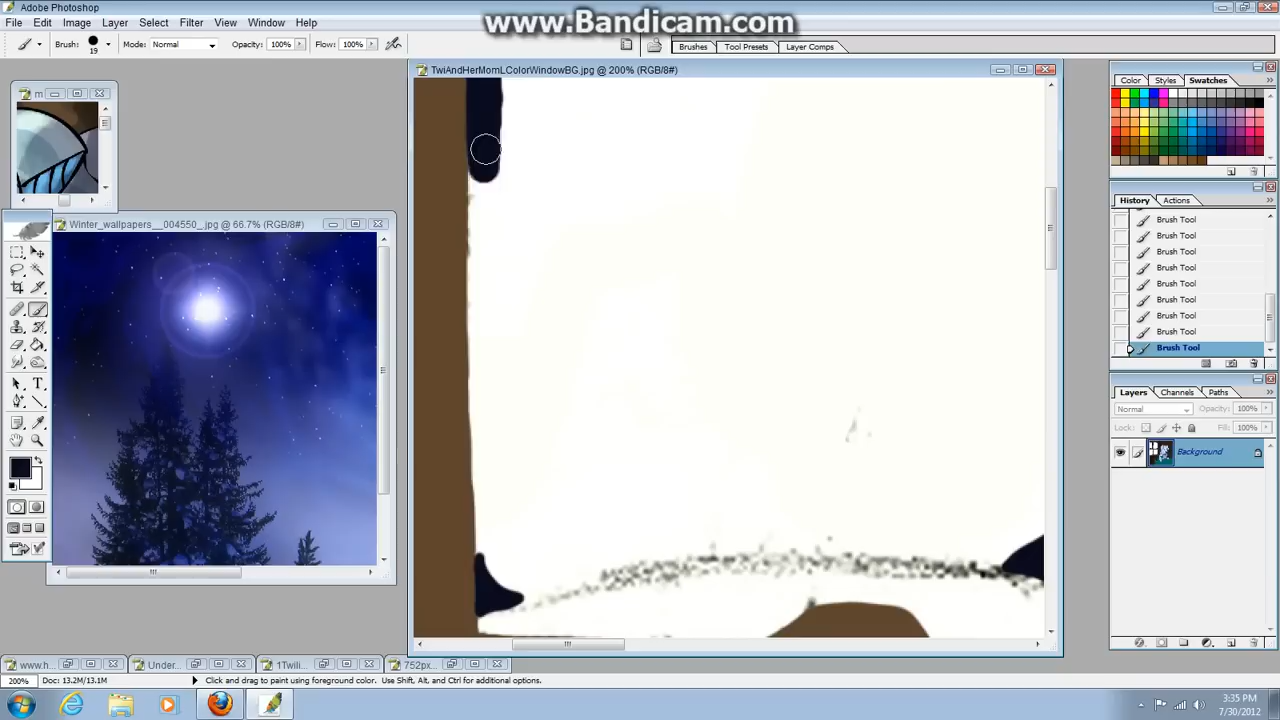 Adobe Photoshop
www.Bandicam.com
File Edit Image Layer Select Filter View Window Help
Brush: 19 Mode: Normal Opacity: 100% Flow: 100% Brushes Tool Presets Layer Comps
m
TwiAndHerMomLColorWindowBG.jpg @ 200% (RGB/8#)
Color Styles Swatches
Winter_wallpapers__004550_.jpg @ 66.7% (RGB/8#)
History Actions
Brush Tool
Brush Tool
Brush Tool
Brush Tool
Brush Tool
Brush Tool
Brush Tool
Brush Tool
Brush Tool
Layers Channels Paths
Normal Opacity: 100%
Lock: Fill: 100%
Background
T
www.h Under... 1Twili 752px...
200% Doc: 13.2M/13.1M Click and drag to paint using foreground color. Use Shift, Alt, and Ctrl for additional options.
3:35 PM
7/30/2012